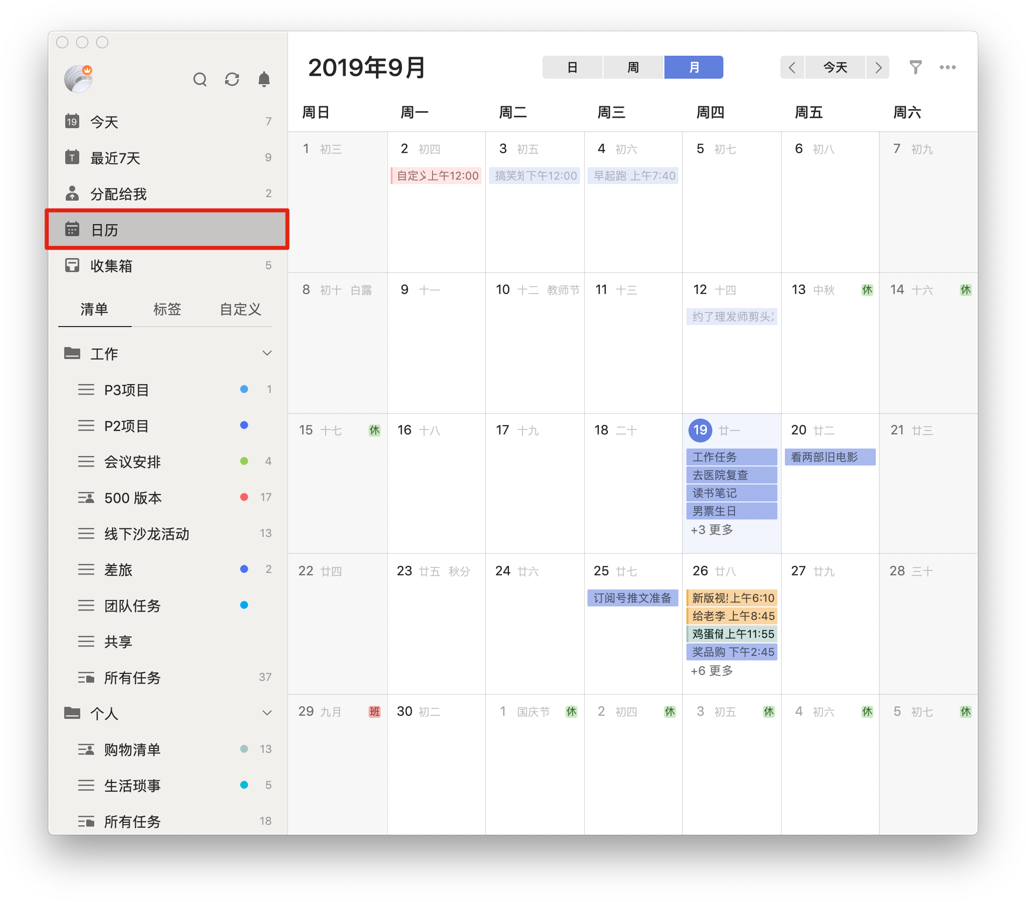 2019年9月
日 周 月
今天
周日 周一 周二 周三 周四 周五 周六
19 今天 7
T 最近7天 9
分配给我 2
日历
收集箱 5
清单 标签 自定义
工作
P3项目 1
P2项目
会议安排 4
500 版本 17
线下沙龙活动 13
差旅 2
团队任务
共享
所有任务 37
个人
购物清单 13
生活琐事 5
所有任务 18
1 初三
2 初四
自定义 上午12:00
3 初五
搞笑短 下午12:00
4 初六
早起跑 上午7:40
5 初七
6 初八
7 初九
8 初十 白露
9 十一
10 十二 教师节
11 十三
12 十四
约了理发师剪头
13 中秋 休
14 十六 休
15 十七 休
16 十八
17 十九
18 二十
19 廿一
工作任务
去医院复查
读书笔记
男票生日
+3 更多
20 廿二
看两部旧电影
21 廿三
22 廿四
23 廿五 秋分
24 廿六
25 廿七
订阅号推文准备
26 廿八
新版视 上午6:10
给老李 上午8:45
鸡蛋 上午11:55
奖品购 下午2:45
+6 更多
27 廿九
28 三十
29 九月 班
30 初二
1 国庆节 休
2 初四 休
3 初五 休
4 初六 休
5 初七 休